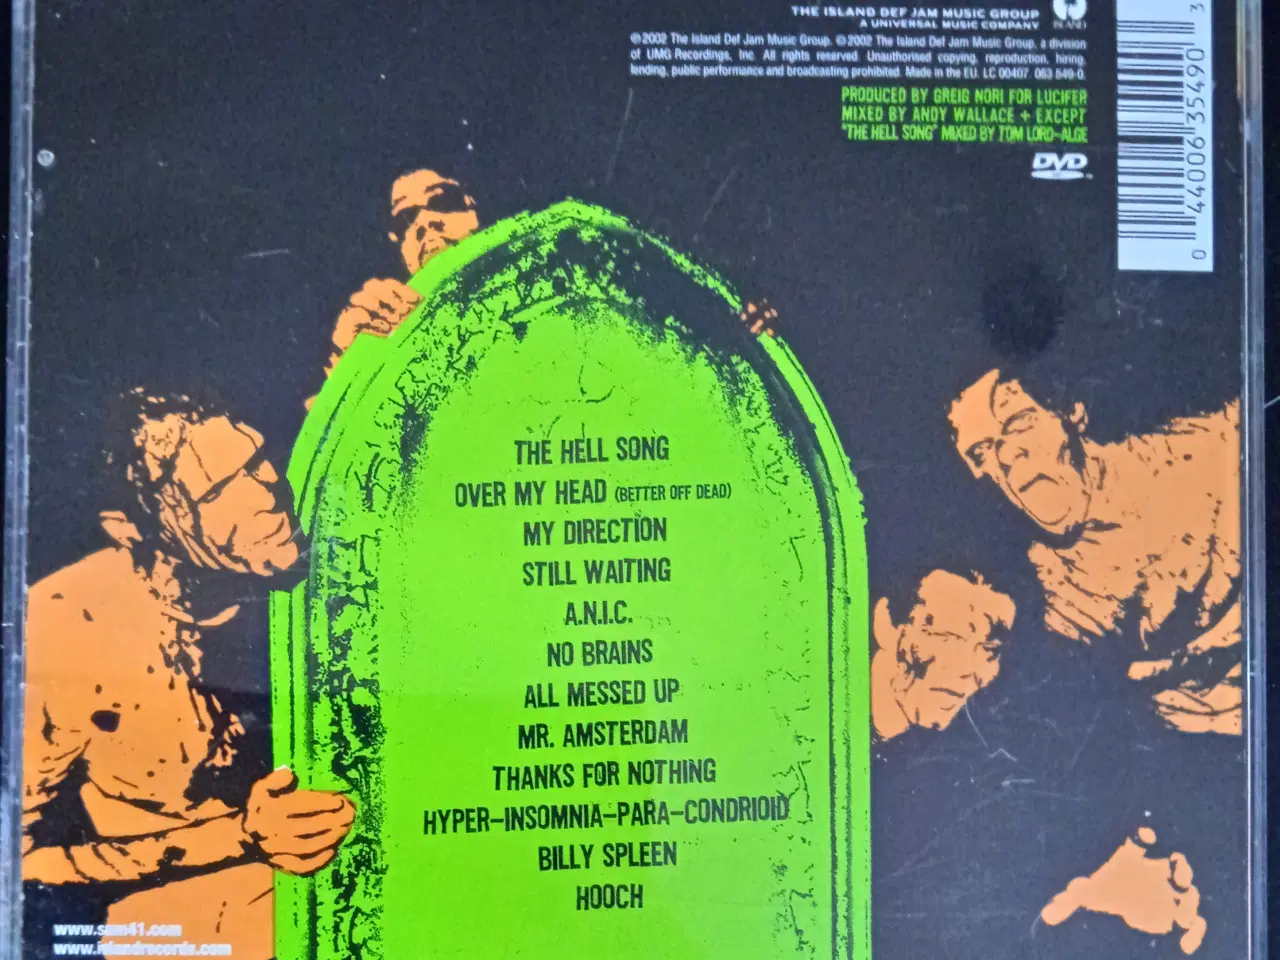 THE ISLAND DEF JAM MUSIC GROUP
A UNIVERSAL MUSIC COMPANY
ISLAND
℗2002 The Island Def Jam Music Group. ©2002 The Island Def Jam Music Group, a division
of UMG Recordings, Inc. All rights reserved. Unauthorised copying, reproduction, hiring,
lending, public performance and broadcasting prohibited. Made in the EU. LC 00407. 063 549-0.
PRODUCED BY GREIG NORI FOR LUCIFER
MIXED BY ANDY WALLACE + EXCEPT
"THE HELL SONG" MIXED BY TOM LORD-ALGE
DVD
0 44006 35490 3
THE HELL SONG
OVER MY HEAD (BETTER OFF DEAD)
MY DIRECTION
STILL WAITING
A.N.I.C.
NO BRAINS
ALL MESSED UP
MR. AMSTERDAM
THANKS FOR NOTHING
HYPER-INSOMNIA-PARA-CONDRIOID
BILLY SPLEEN
HOOCH
www.sum41.com
www.islandrecords.com